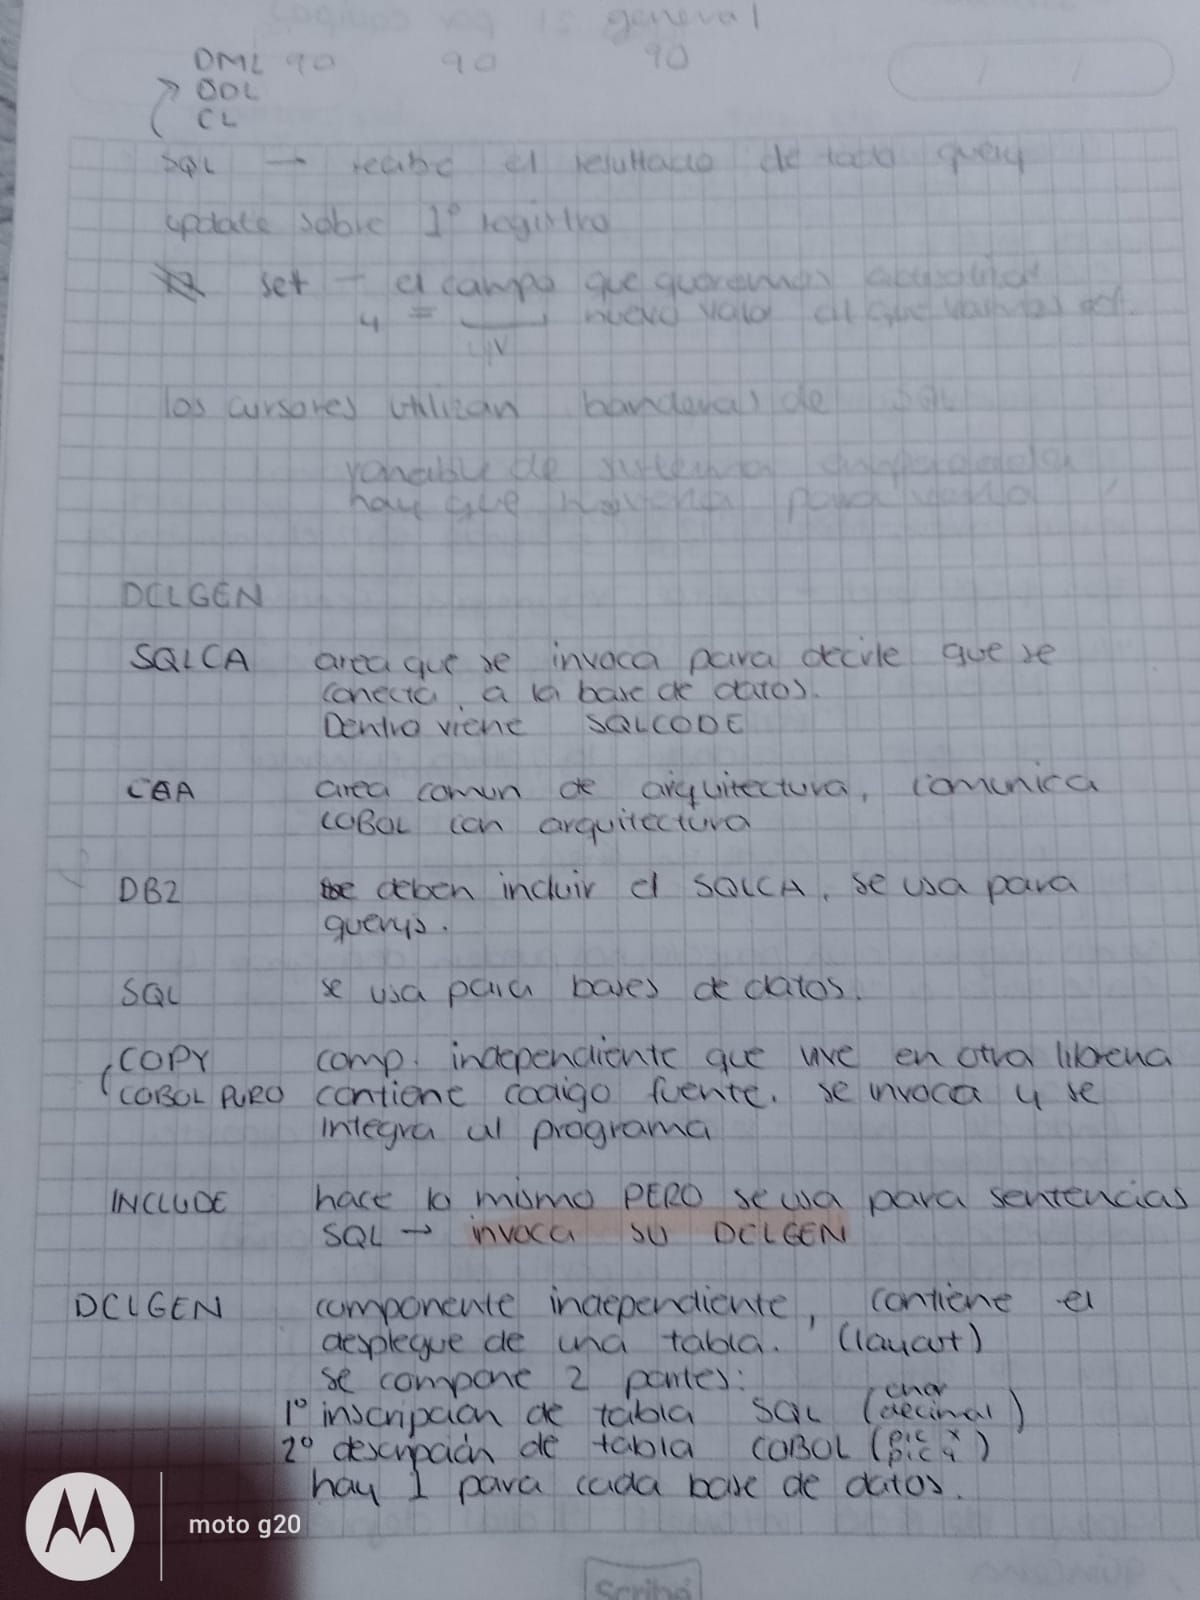 general
DML 90 90 90
DDL
CL
SQL → recibe el resultado de todo query
update sobre 1° registro
set - el campo que queremos actualizar
y = nuevo valor al que vamos
los cursores utilizan banderas de SQL
variable de sistema
hay que para
DCLGEN
SQLCA area que se invoca para decirle que se
conecta a la base de datos.
Dentro viene SQLCODE
CAA area comun de arquitectura, comunica
COBOL con arquitectura
DB2 se deben incluir el SQLCA, se usa para
querys.
SQL se usa para bases de datos.
COPY comp. independiente que vive en otra libreria
COBOL PURO contiene codigo fuente. se invoca y se
integra al programa
INCLUDE hace lo mismo PERO se usa para sentencias
SQL → invoca su DCLGEN
DCLGEN componente independiente, contiene el
despliegue de una tabla. (layout)
se compone 2 partes:
char
1° inscripción de tabla SQL (decimal)
pic x
2° descripción de tabla COBOL (pic 9)
hay 1 para cada base de datos.
moto g20
Scribe